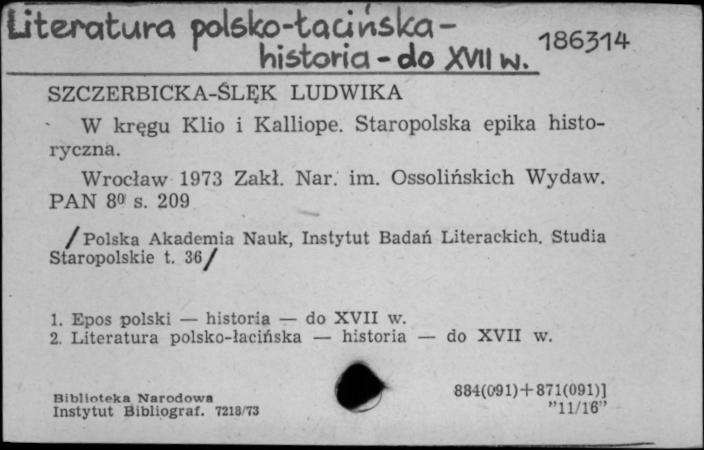 Literatura polsko-łacińska-
historia - do XVII w.
186314
SZCZERBICKA-ŚLĘK LUDWIKA
W kręgu Klio i Kalliope. Staropolska epika histo-
ryczna.
Wrocław 1973 Zakł. Nar. im. Ossolińskich Wydaw.
PAN 8⁰ s. 209
/Polska Akademia Nauk, Instytut Badań Literackich. Studia
Staropolskie t. 36/
1. Epos polski — historia — do XVII w.
2. Literatura polsko-łacińska — historia — do XVII w.
Biblioteka Narodowa
Instytut Bibliograf. 7218/73
884(091)+871(091)]
"11/16"